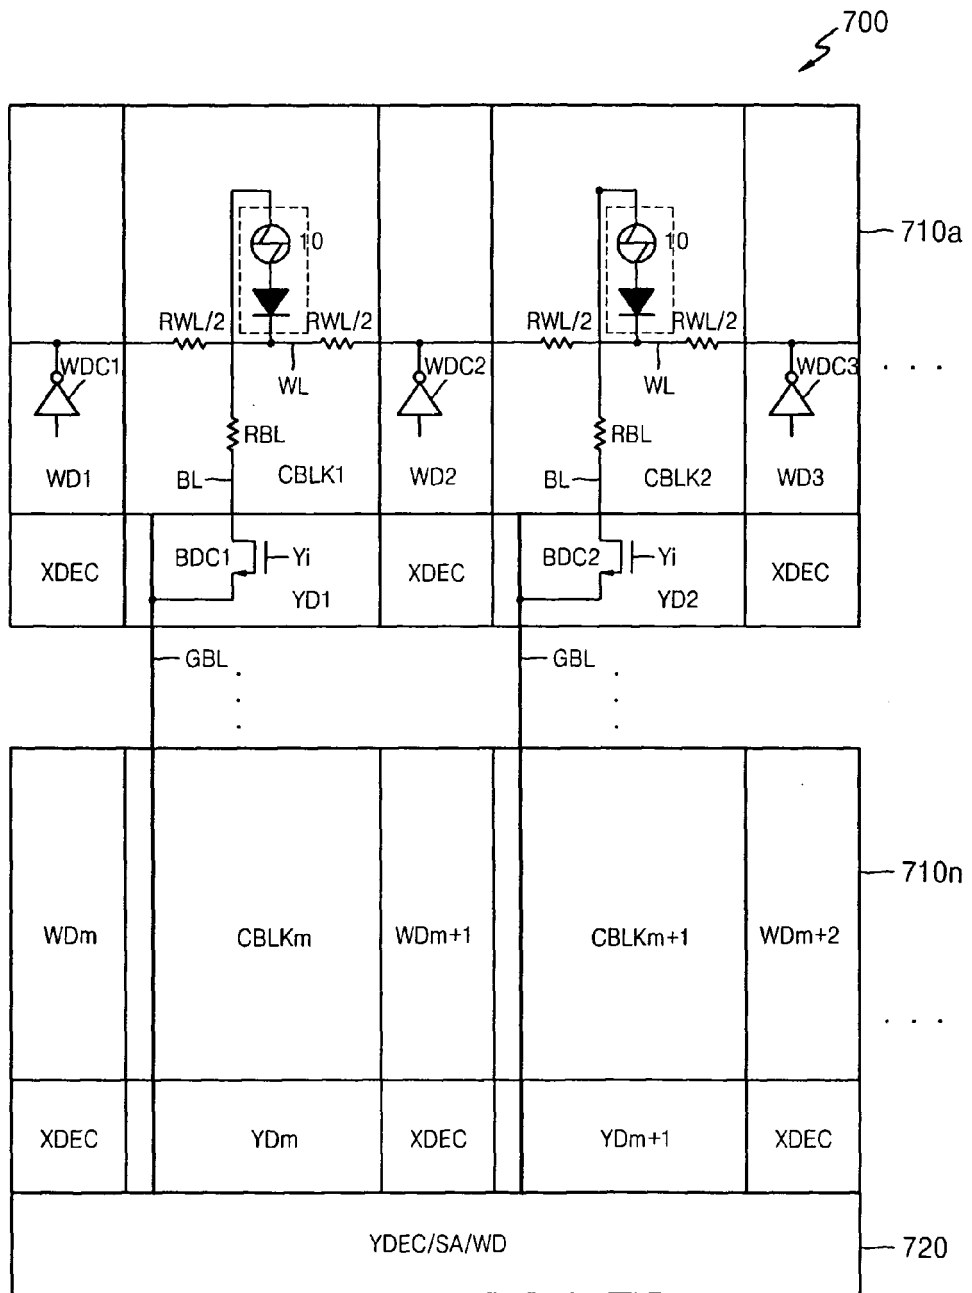 700
710a
10
10
RWL/2
RWL/2
RWL/2
RWL/2
WDC1
WDC2
WDC3
WL
WL
. . .
RBL
RBL
WD1
BL
CBLK1
WD2
BL
CBLK2
WD3
XDEC
BDC1
Yi
YD1
XDEC
BDC2
Yi
YD2
XDEC
GBL
GBL
710n
WDm
CBLKm
WDm+1
CBLKm+1
WDm+2
. . .
XDEC
YDm
XDEC
YDm+1
XDEC
YDEC/SA/WD
720